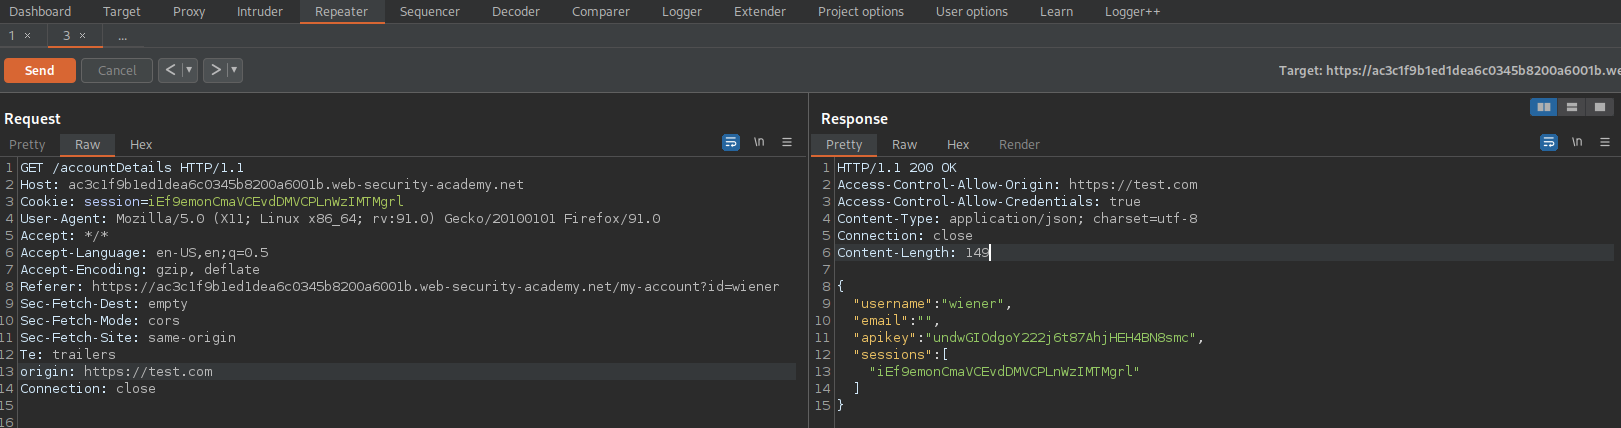 Dashboard Target Proxy Intruder Repeater Sequencer Decoder Comparer Logger Extender Project options User options Learn Logger++
1 × 3 × ...
Send Cancel < ▾ > ▾ Target: https://ac3c1f9b1ed1dea6c0345b8200a6001b.we
Request
Pretty Raw Hex \n
1 GET /accountDetails HTTP/1.1
2 Host: ac3c1f9b1ed1dea6c0345b8200a6001b.web-security-academy.net
3 Cookie: session=iEf9emonCmaVCEvdDMVCPLnWzIMTMgrl
4 User-Agent: Mozilla/5.0 (X11; Linux x86_64; rv:91.0) Gecko/20100101 Firefox/91.0
5 Accept: */*
6 Accept-Language: en-US,en;q=0.5
7 Accept-Encoding: gzip, deflate
8 Referer: https://ac3c1f9b1ed1dea6c0345b8200a6001b.web-security-academy.net/my-account?id=wiener
9 Sec-Fetch-Dest: empty
10 Sec-Fetch-Mode: cors
11 Sec-Fetch-Site: same-origin
12 Te: trailers
13 origin: https://test.com
14 Connection: close
15
16
Response
Pretty Raw Hex Render \n
1 HTTP/1.1 200 OK
2 Access-Control-Allow-Origin: https://test.com
3 Access-Control-Allow-Credentials: true
4 Content-Type: application/json; charset=utf-8
5 Connection: close
6 Content-Length: 149
7
8 {
9 "username":"wiener",
10 "email":"",
11 "apikey":"undwGIOdgoY222j6t87AhjHEH4BN8smc",
12 "sessions":[
13 "iEf9emonCmaVCEvdDMVCPLnWzIMTMgrl"
14 ]
15 }